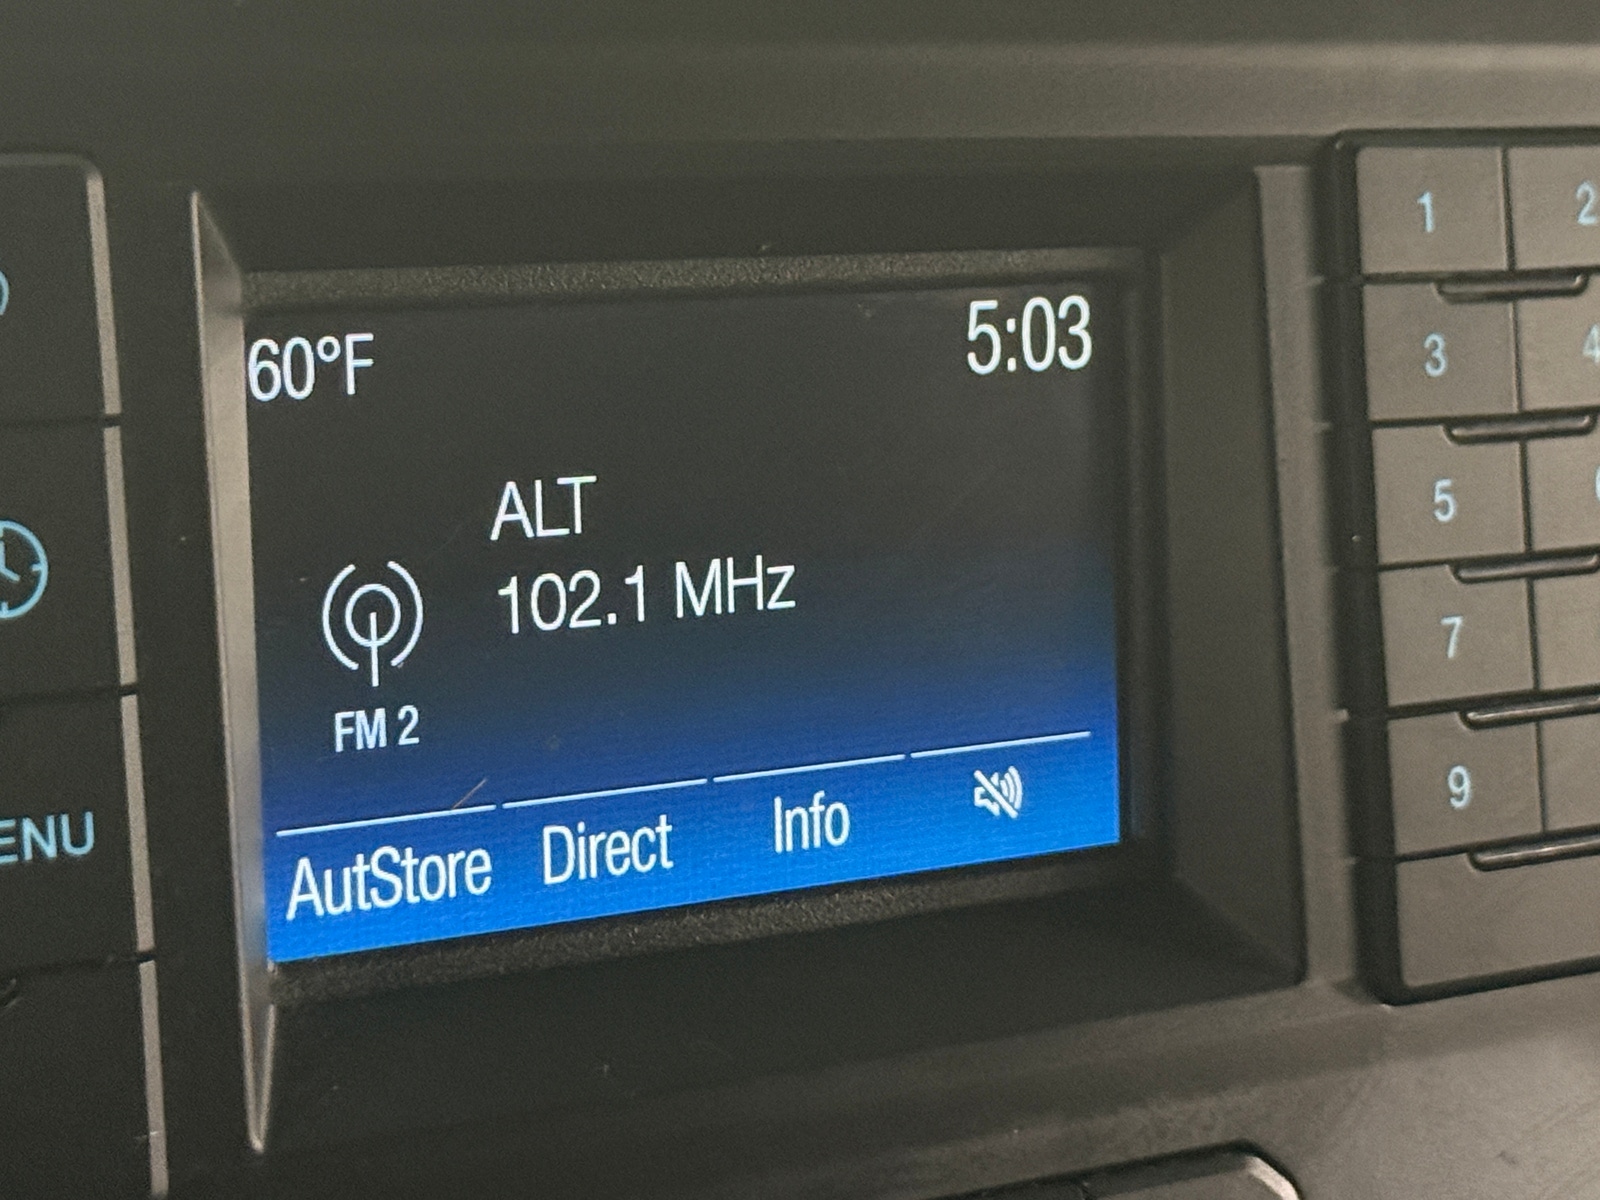 60°F
5:03
ALT
102.1 MHz
FM 2
AutStore
Direct
Info
ENU
1
2
3
4
5
7
9